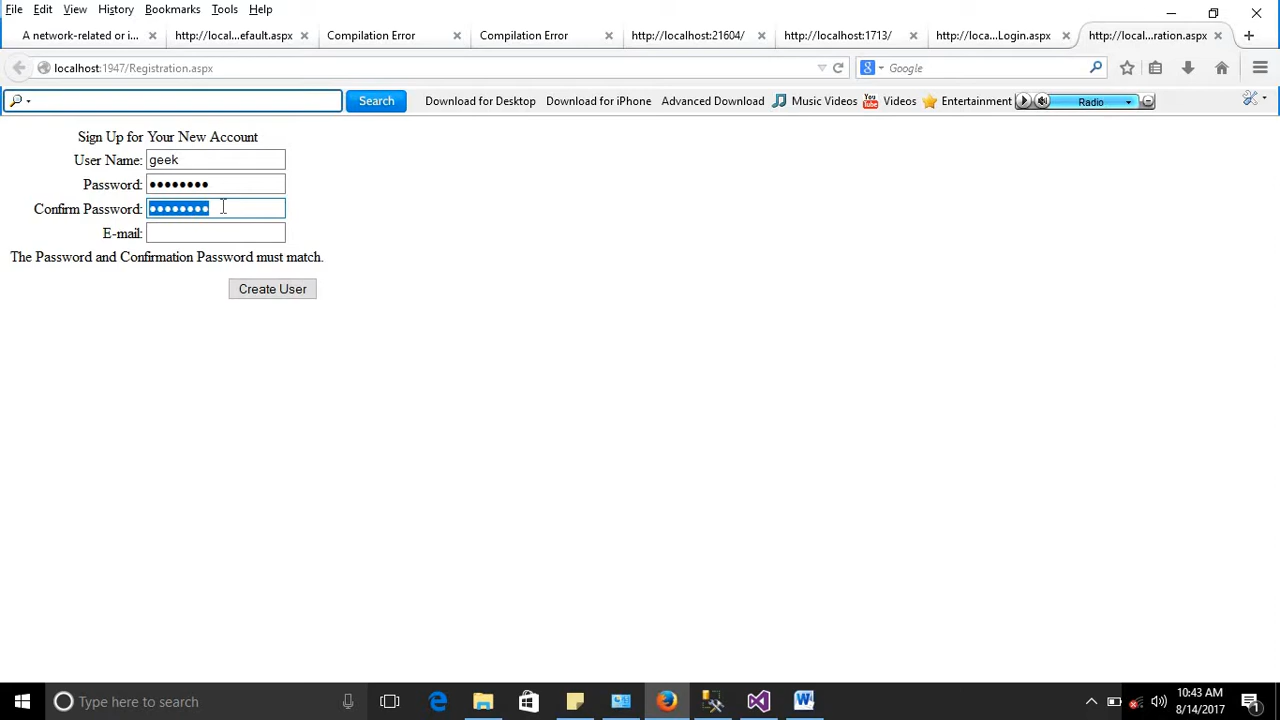 File Edit View History Bookmarks Tools Help
A network-related or i... × http://local...efault.aspx × Compilation Error × Compilation Error × http://localhost:21604/ × http://localhost:1713/ × http://loca...Login.aspx × http://local...ration.aspx ×
localhost:1947/Registration.aspx Google
Search Download for Desktop Download for iPhone Advanced Download Music Videos You Tube Videos Entertainment Radio
Sign Up for Your New Account
User Name: geek
Password: ••••••••
Confirm Password: ••••••••
E-mail:
The Password and Confirmation Password must match.
Create User
Type here to search
10:43 AM
8/14/2017